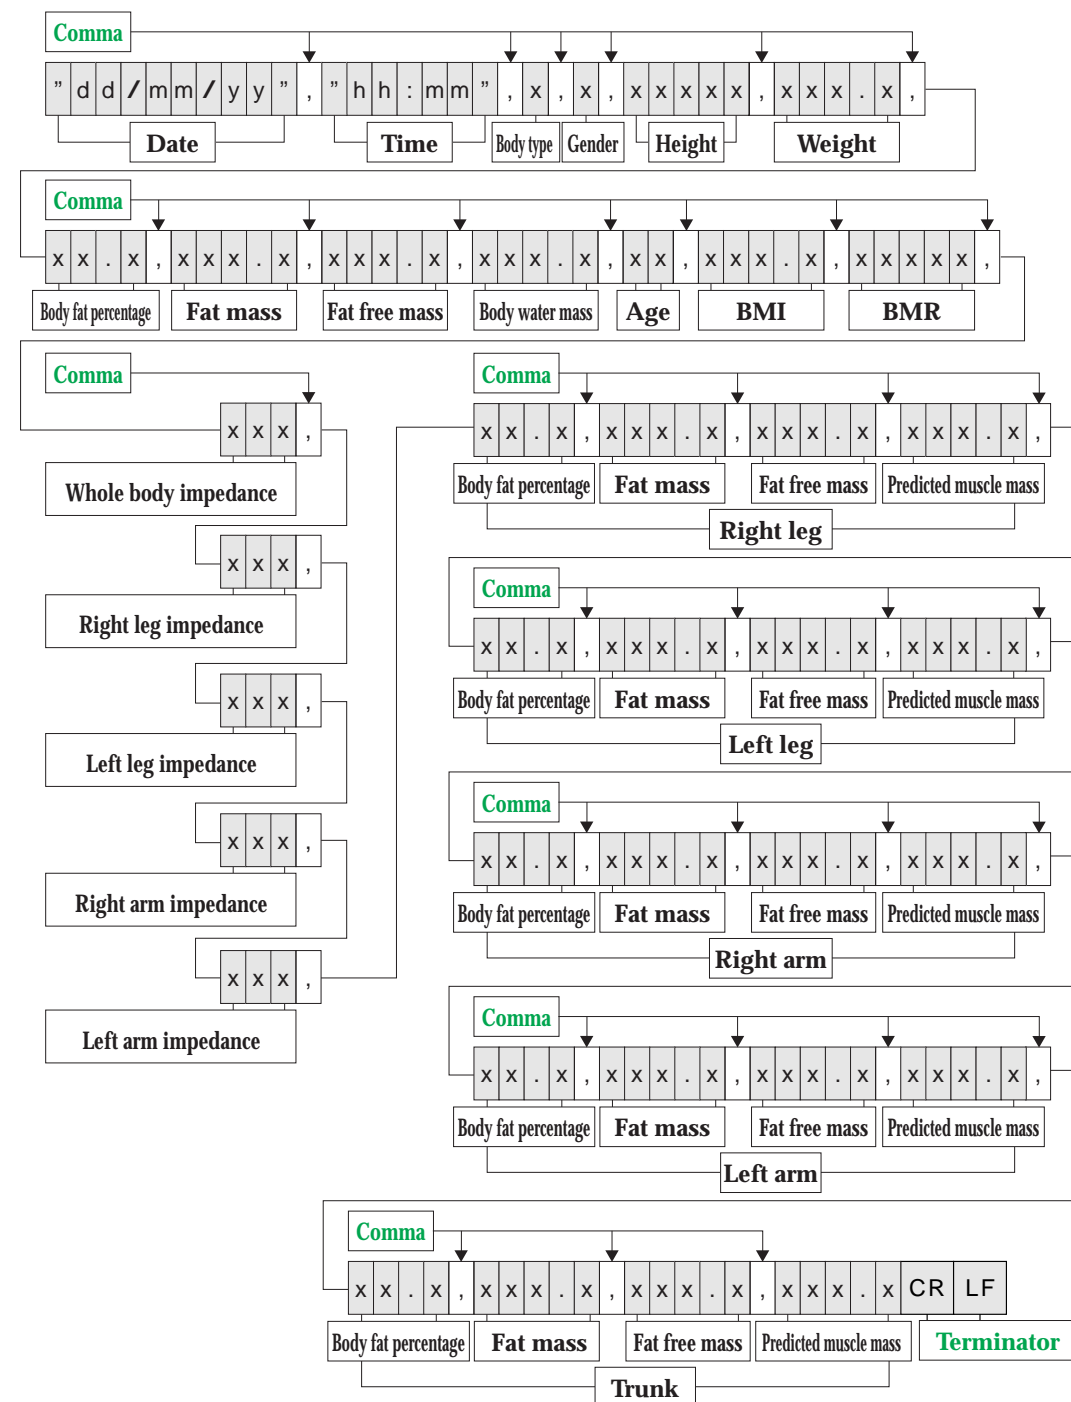 Comma
" d d / m m / y y " , " h h : m m " , x , x , x x x x x , x x x . x ,
Date Time Body type Gender Height Weight
Comma
x x . x , x x x . x , x x x . x , x x x . x , x x , x x x . x , x x x x x ,
Body fat percentage Fat mass Fat free mass Body water mass Age BMI BMR
Comma
x x x ,
Whole body impedance
x x x ,
Right leg impedance
x x x ,
Left leg impedance
x x x ,
Right arm impedance
x x x ,
Left arm impedance
Comma
x x . x , x x x . x , x x x . x , x x x . x ,
Body fat percentage Fat mass Fat free mass Predicted muscle mass
Right leg
Comma
x x . x , x x x . x , x x x . x , x x x . x ,
Body fat percentage Fat mass Fat free mass Predicted muscle mass
Left leg
Comma
x x . x , x x x . x , x x x . x , x x x . x ,
Body fat percentage Fat mass Fat free mass Predicted muscle mass
Right arm
Comma
x x . x , x x x . x , x x x . x , x x x . x ,
Body fat percentage Fat mass Fat free mass Predicted muscle mass
Left arm
Comma
x x . x , x x x . x , x x x . x , x x x . x CR LF
Body fat percentage Fat mass Fat free mass Predicted muscle mass Terminator
Trunk